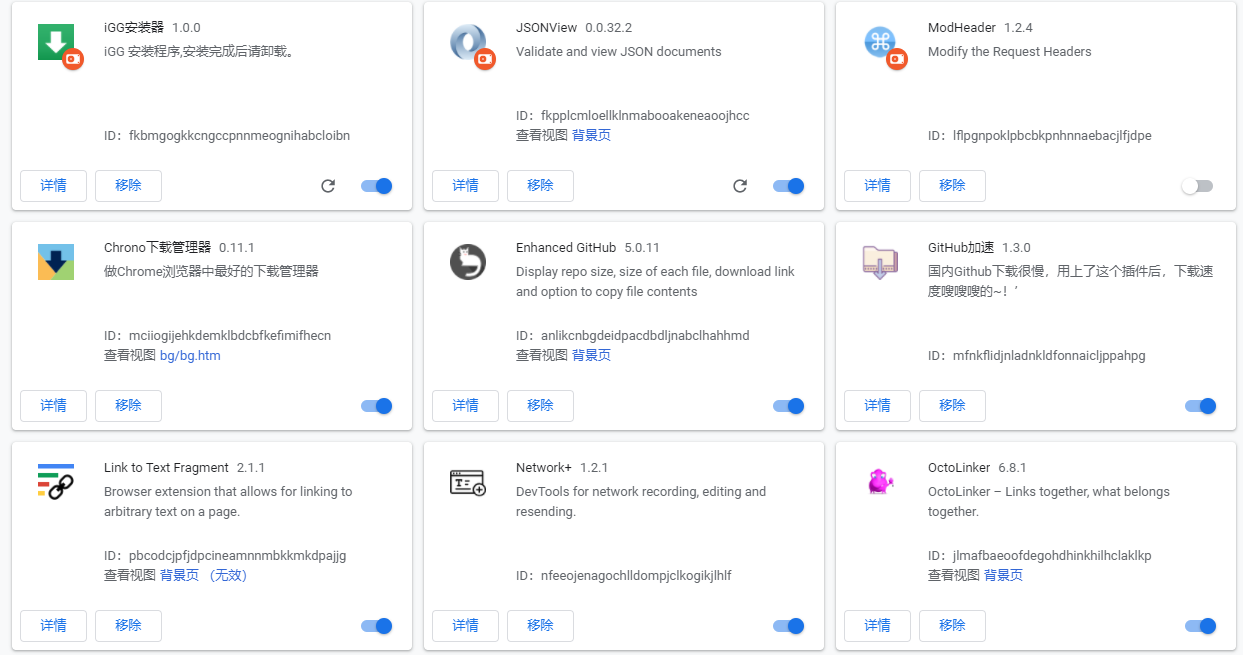 iGG安装器 1.0.0
iGG 安装程序,安装完成后请卸载。
ID： fkbmgogkkcngccpnnmeognihabcloibn
详情 移除
JSONView 0.0.32.2
Validate and view JSON documents
ID： fkpplcmloellklnmabooakeneaoojhcc
查看视图 背景页
详情 移除
ModHeader 1.2.4
Modify the Request Headers
ID： lflpgnpoklpbcbkpnhnnaebacjlfjdpe
详情 移除
Chrono下载管理器 0.11.1
做Chrome浏览器中最好的下载管理器
ID： mciiogijehkdemklbdcbfkefimifhecn
查看视图 bg/bg.htm
详情 移除
Enhanced GitHub 5.0.11
Display repo size, size of each file, download link
and option to copy file contents
ID： anlikcnbgdeidpacdbdljnabclhahhmd
查看视图 背景页
详情 移除
GitHub加速 1.3.0
国内Github下载很慢，用上了这个插件后，下载速
度嗖嗖嗖的~！′
ID： mfnkflidjnladnkldfonnaicljppahpg
详情 移除
Link to Text Fragment 2.1.1
Browser extension that allows for linking to
arbitrary text on a page.
ID： pbcodcjpfjdpcineamnnmbkkmkdpajjg
查看视图 背景页 （无效）
详情 移除
Network+ 1.2.1
DevTools for network recording, editing and
resending.
ID： nfeeojenagochlldompjclkogikjlhlf
详情 移除
OctoLinker 6.8.1
OctoLinker – Links together, what belongs
together.
ID： jlmafbaeoofdegohdhinkhilhclaklkp
查看视图 背景页
详情 移除